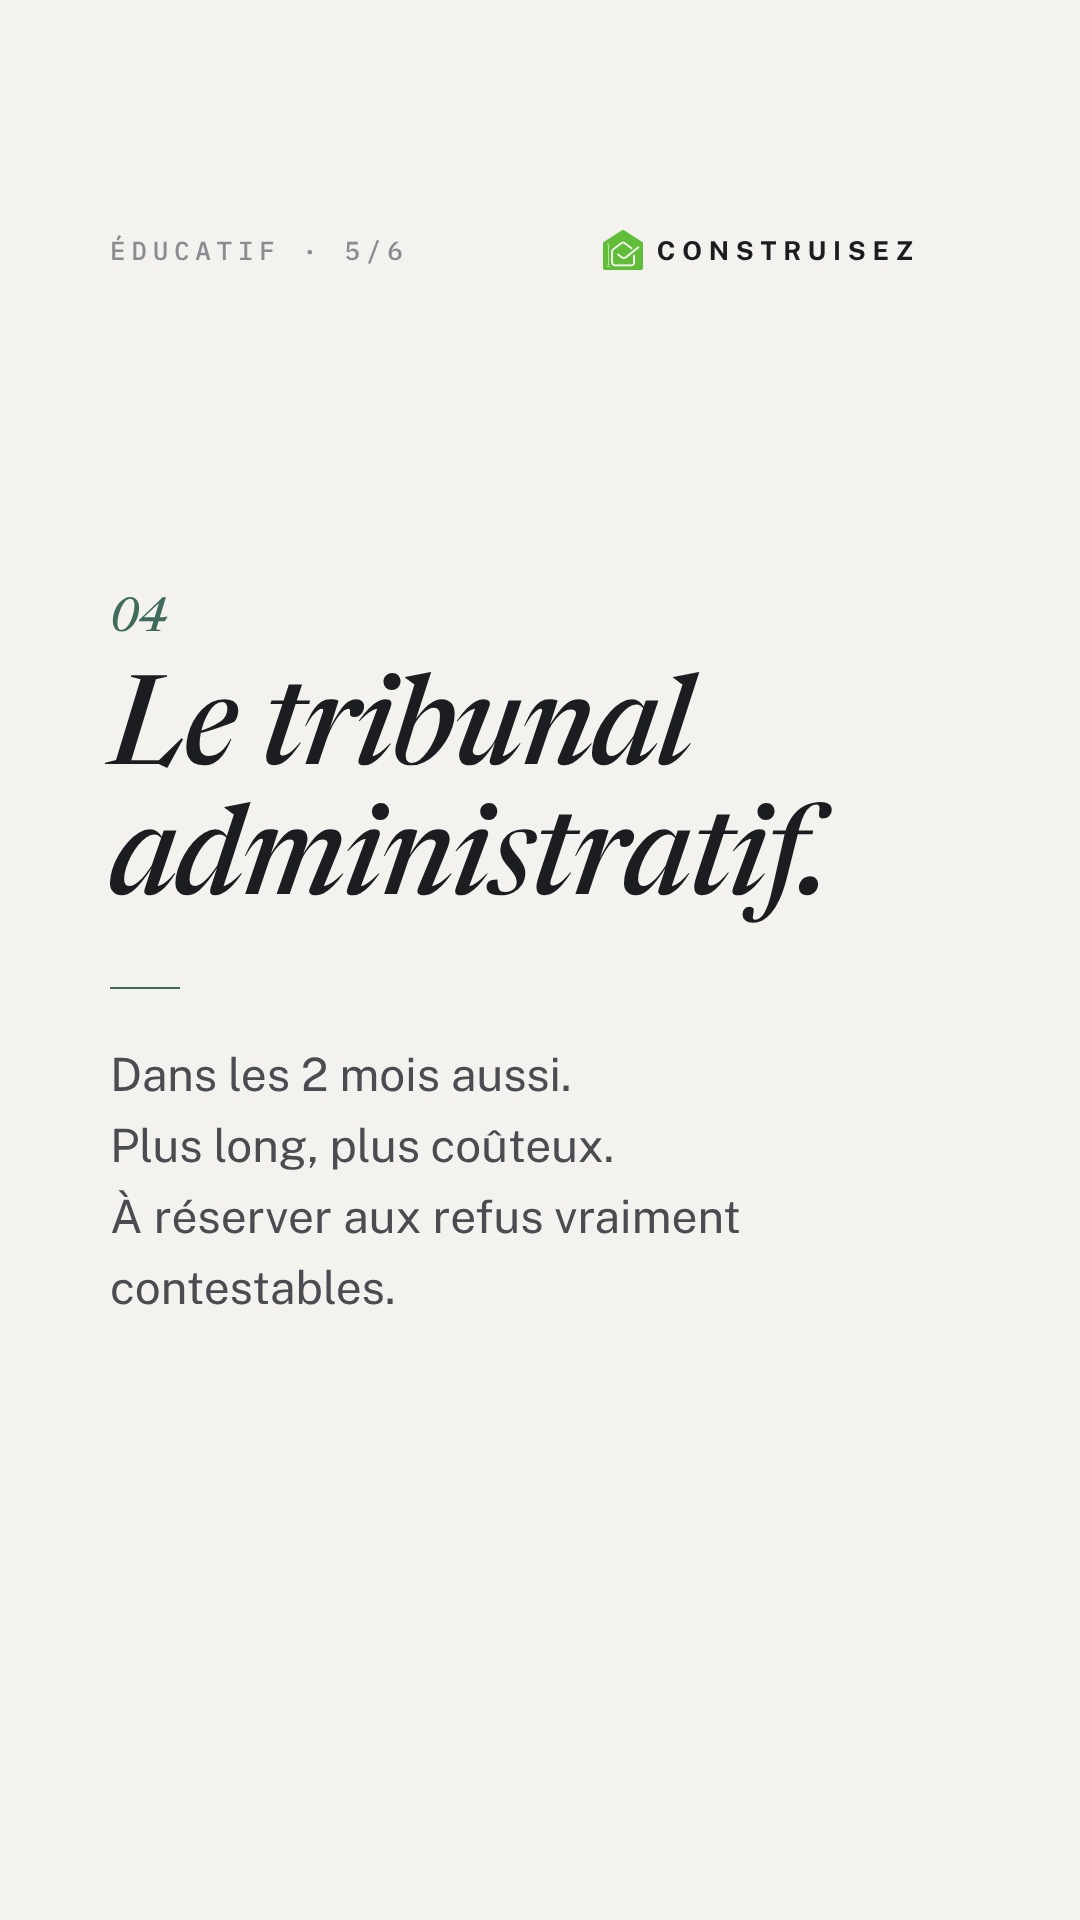 ÉDUCATIF · 5/6
CONSTRUISEZ
04
Le tribunal
administratif.
Dans les 2 mois aussi.
Plus long, plus coûteux.
À réserver aux refus vraiment
contestables.